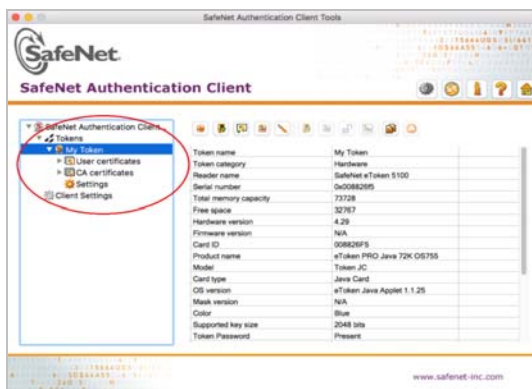 SafeNet Authentication Client Tools
SafeNet.
SafeNet Authentication Client
SafeNet Authentication Client...
Tokens
My Token
User certificates
CA certificates
Settings
Client Settings
Token name My Token
Token category Hardware
Reader name SafeNet eToken 5100
Serial number 0x008826f5
Total memory capacity 73728
Free space 32767
Hardware version 4.29
Firmware version N/A
Card ID 008826F5
Product name eToken PRO Java 72K OS755
Model Token JC
Card type Java Card
OS version eToken Java Applet 1.1.25
Mask version N/A
Color Blue
Supported key size 2048 bits
Token Password Present
www.safenet-inc.com